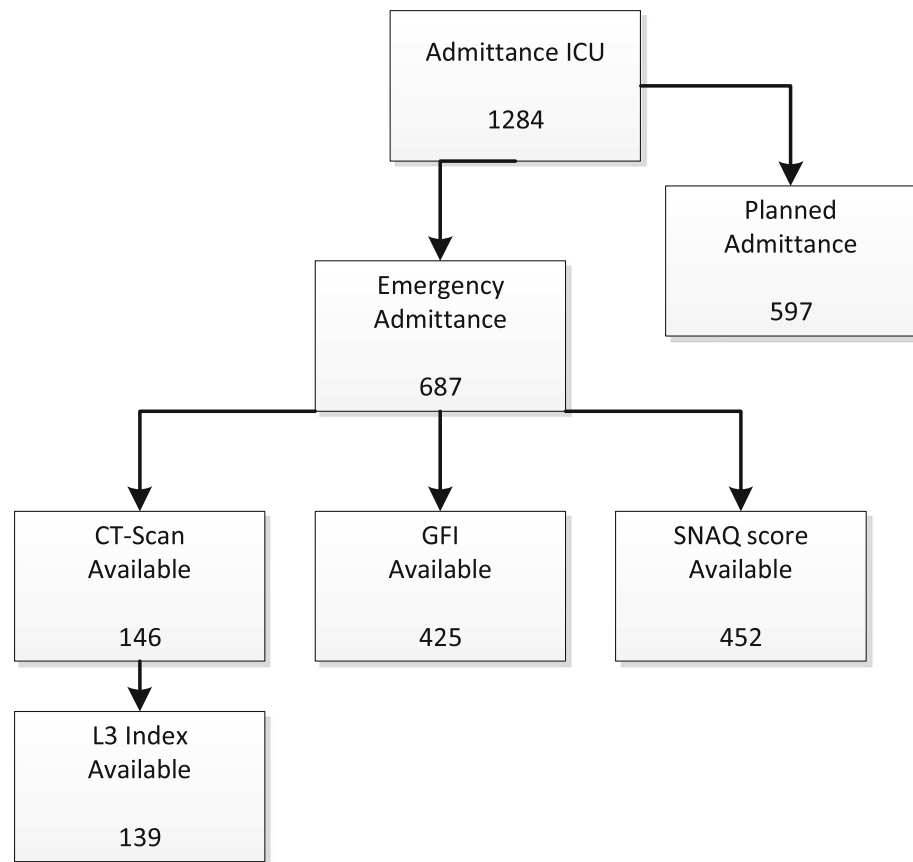 Admittance ICU
1284
Planned
Admittance
597
Emergency
Admittance
687
CT-Scan
Available
146
GFI
Available
425
SNAQ score
Available
452
L3 Index
Available
139